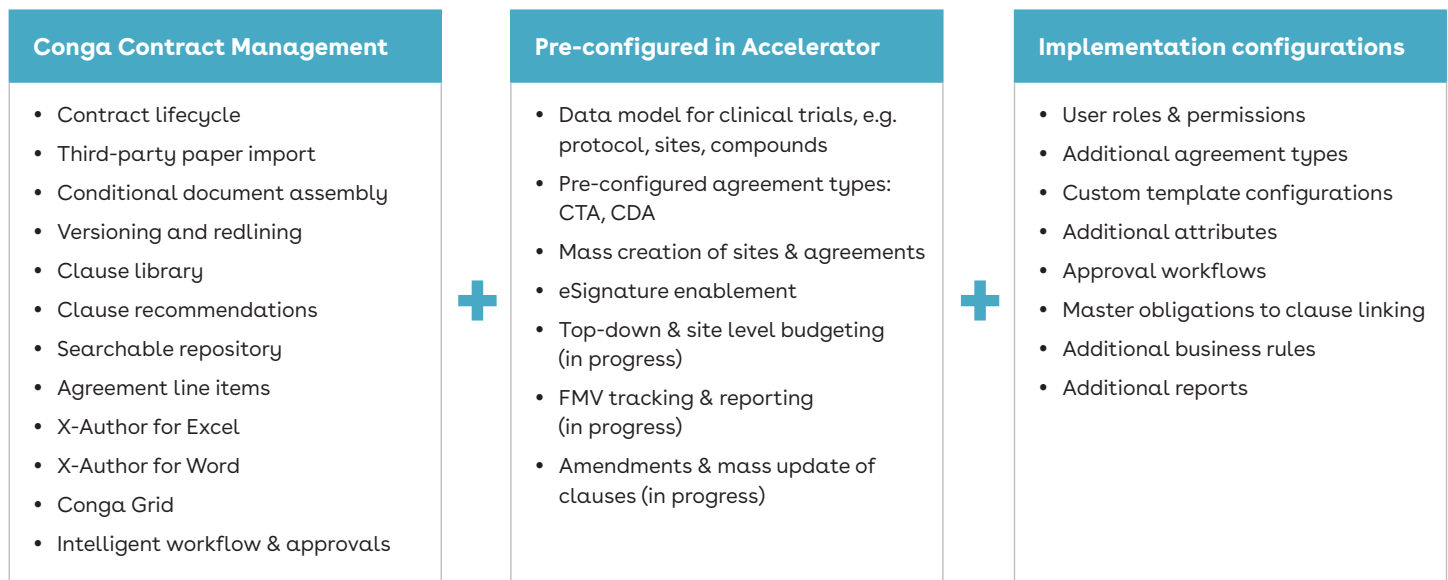 Conga Contract Management
• Contract lifecycle
• Third-party paper import
• Conditional document assembly
• Versioning and redlining
• Clause library
• Clause recommendations
• Searchable repository
• Agreement line items
• X-Author for Excel
• X-Author for Word
• Conga Grid
• Intelligent workflow & approvals
Pre-configured in Accelerator
• Data model for clinical trials, e.g.
protocol, sites, compounds
• Pre-configured agreement types:
CTA, CDA
• Mass creation of sites & agreements
• eSignature enablement
• Top-down & site level budgeting
(in progress)
• FMV tracking & reporting
(in progress)
• Amendments & mass update of
clauses (in progress)
Implementation configurations
• User roles & permissions
• Additional agreement types
• Custom template configurations
• Additional attributes
• Approval workflows
• Master obligations to clause linking
• Additional business rules
• Additional reports